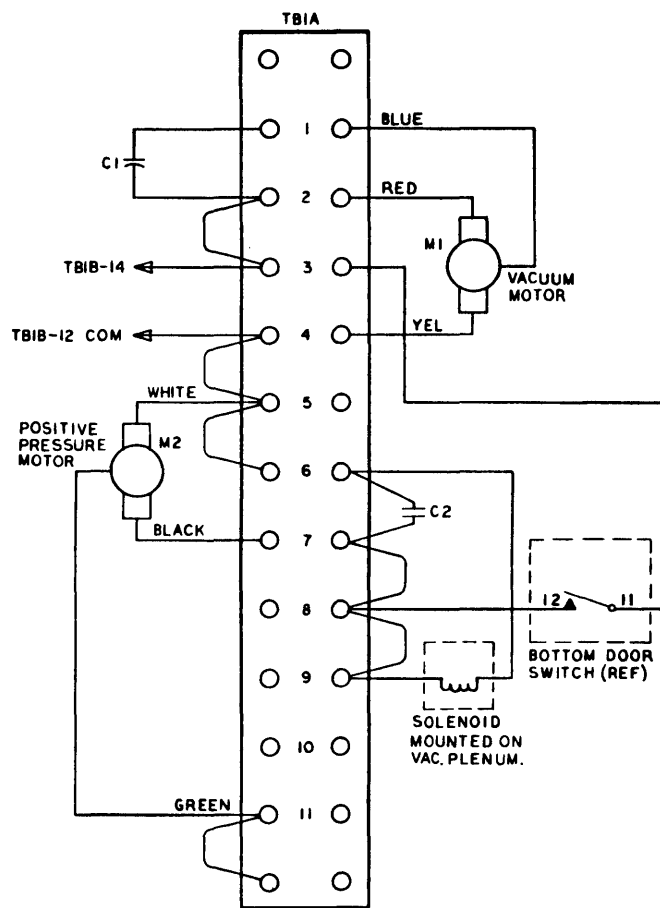 TB1A
1
BLUE
C1
2
RED
M1
VACUUM
MOTOR
TB1B-14
3
TB1B-12 COM
4
YEL
WHITE
5
POSITIVE
PRESSURE
MOTOR
M2
6
C2
BLACK
7
8
12
11
BOTTOM DOOR
SWITCH (REF)
9
SOLENOID
MOUNTED ON
VAC. PLENUM.
10
GREEN
11